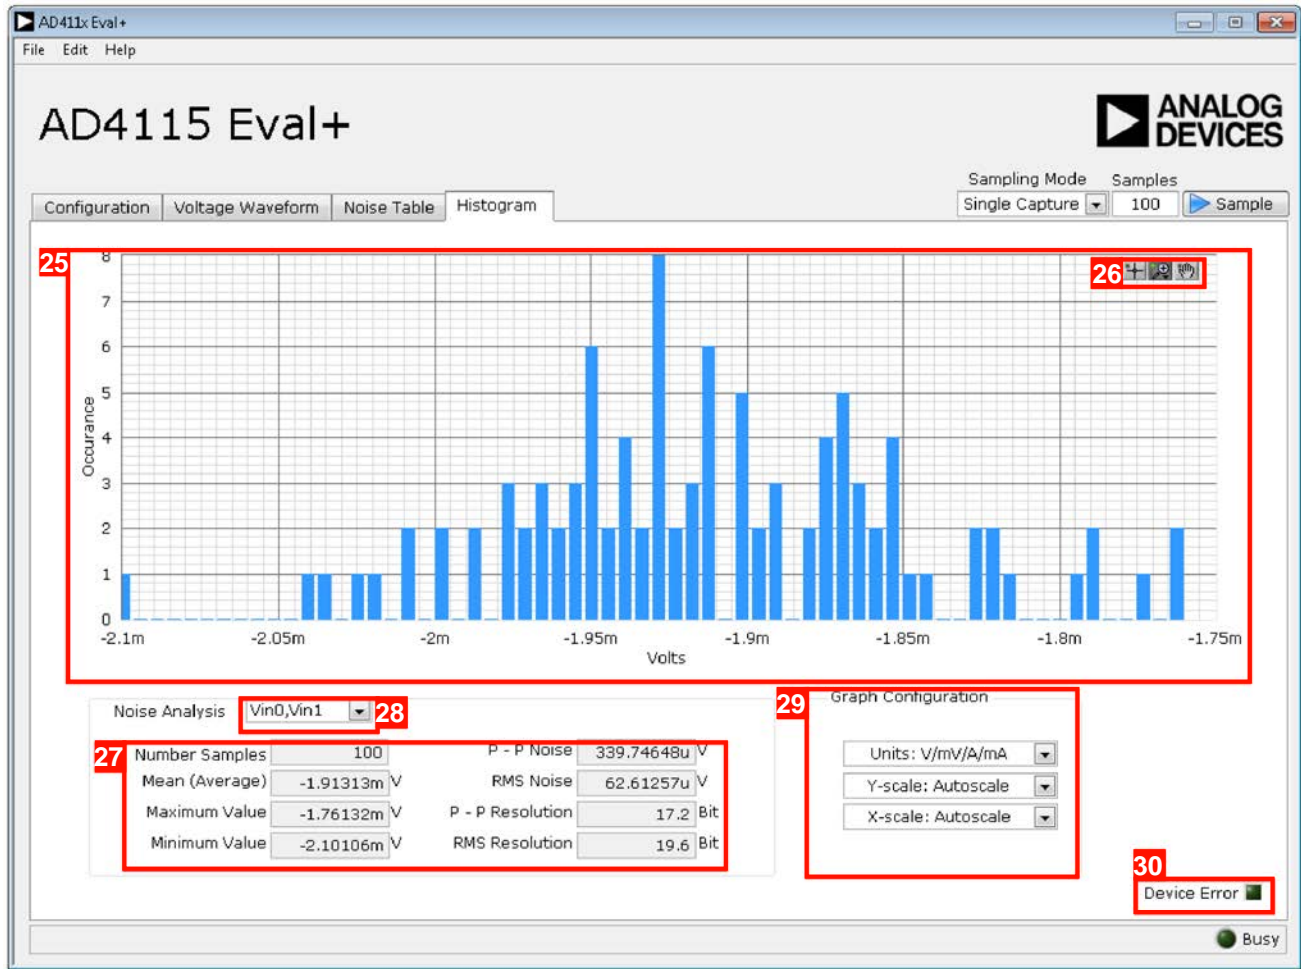 AD411x Eval+
File Edit Help
AD4115 Eval+
ANALOG
DEVICES
Sampling Mode Samples
Configuration Voltage Waveform Noise Table Histogram Single Capture 100 Sample
25
26
8
7
6
5
4
3
2
1
0
Occurance
-2.1m -2.05m -2m -1.95m -1.9m -1.85m -1.8m -1.75m
Volts
Noise Analysis Vin0,Vin1 28
27
Number Samples 100 P - P Noise 339.74648u V
Mean (Average) -1.91313m V RMS Noise 62.61257u V
Maximum Value -1.76132m V P - P Resolution 17.2 Bit
Minimum Value -2.10106m V RMS Resolution 19.6 Bit
29 Graph Configuration
Units: V/mV/A/mA
Y-scale: Autoscale
X-scale: Autoscale
30
Device Error
Busy